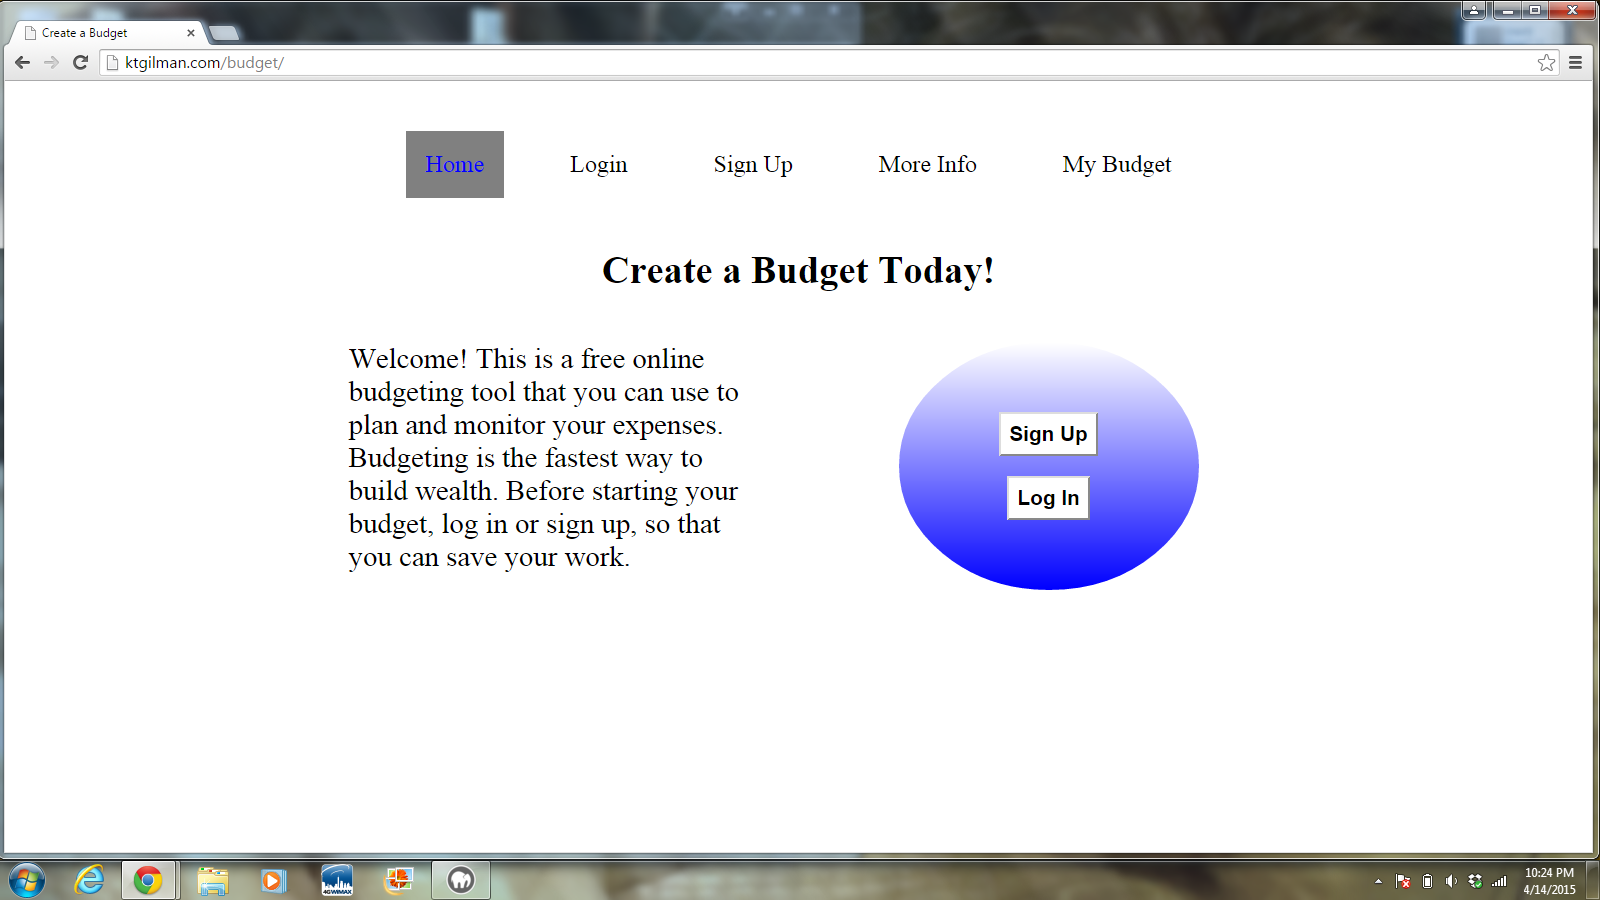 Create a Budget
ktgilman.com/budget/
Home Login Sign Up More Info My Budget
Create a Budget Today!
Welcome! This is a free online
budgeting tool that you can use to
plan and monitor your expenses.
Budgeting is the fastest way to
build wealth. Before starting your
budget, log in or sign up, so that
you can save your work.
Sign Up
Log In
4G WiMAX
10:24 PM
4/14/2015